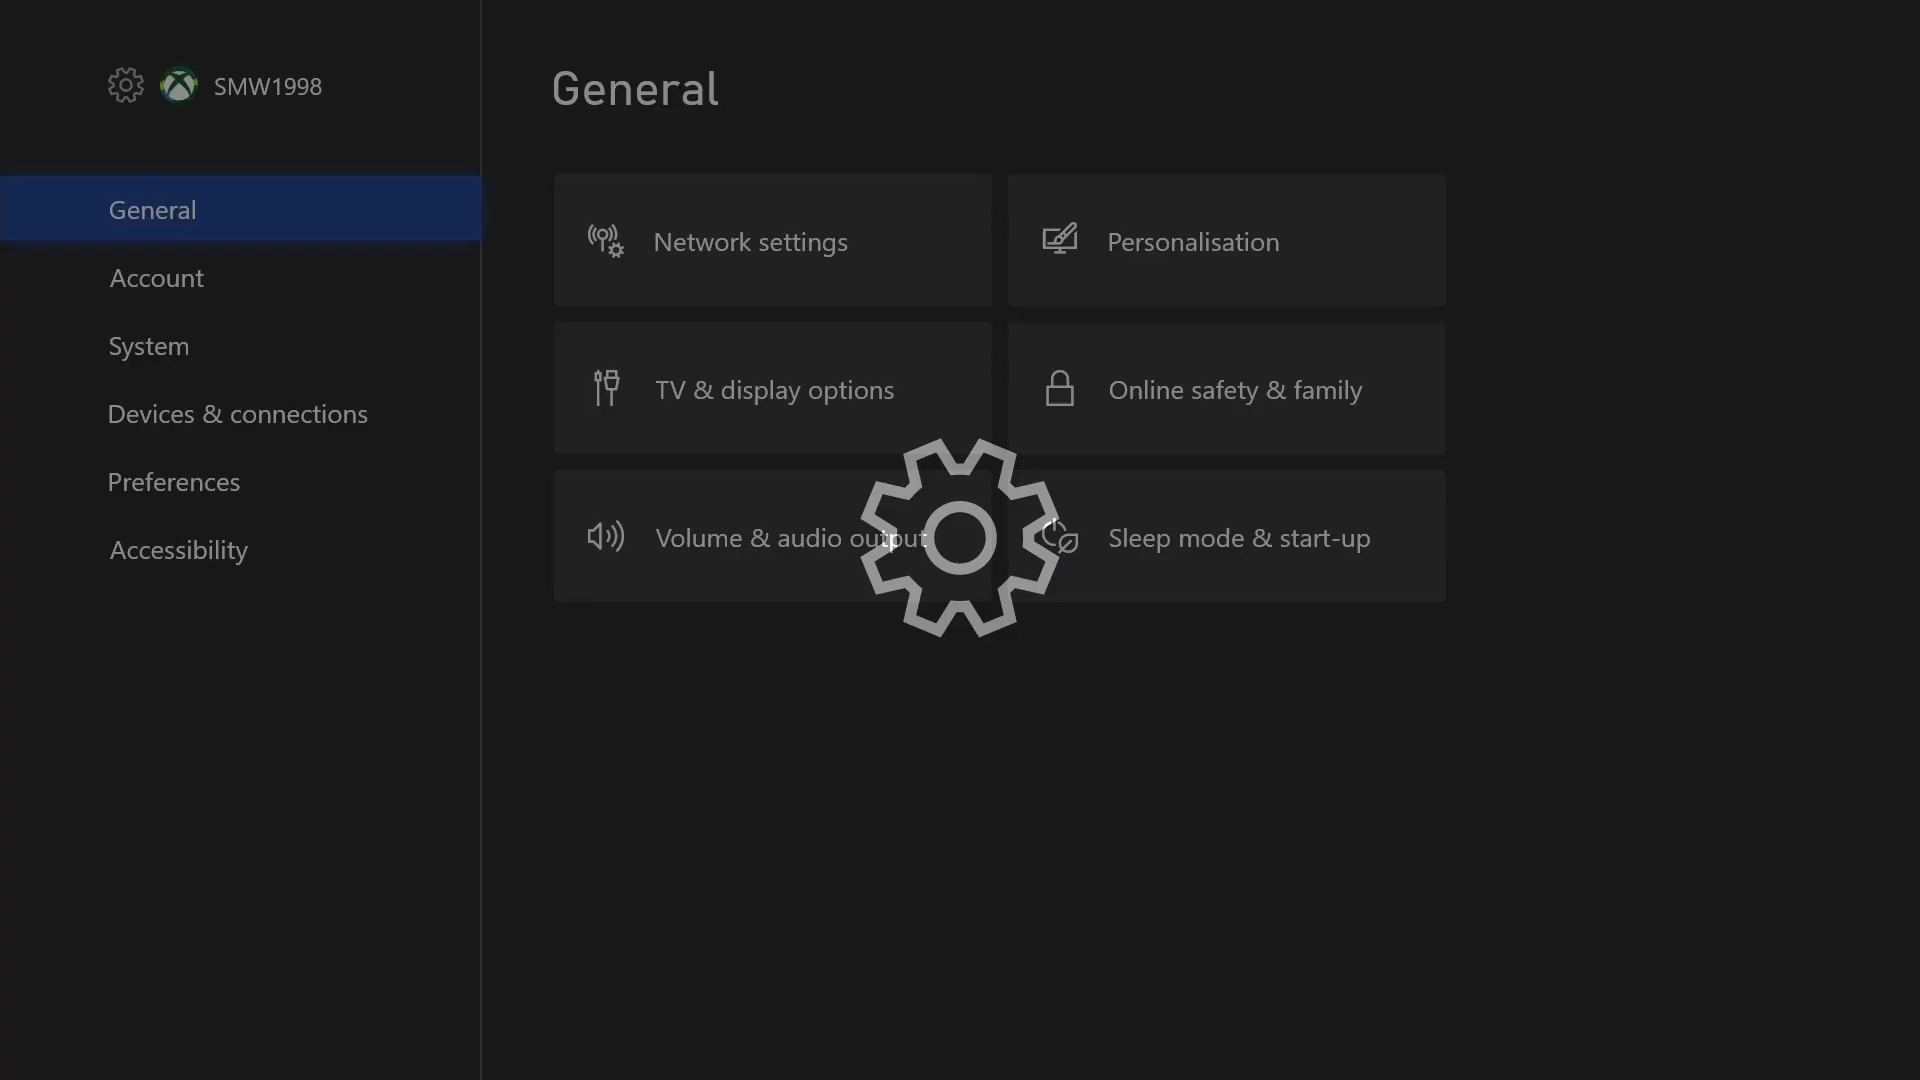 SMW1998
General
Account
System
Devices & connections
Preferences
Accessibility
General
Network settings
Personalisation
TV & display options
Online safety & family
Volume & audio output
Sleep mode & start-up